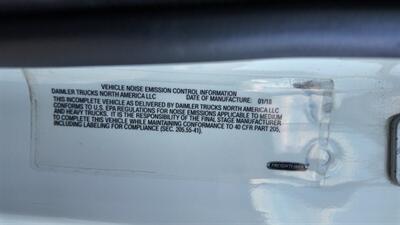 VEHICLE NOISE EMISSION CONTROL INFORMATION
DAIMLER TRUCKS NORTH AMERICA LLC DATE OF MANUFACTURE: 01/18
THIS INCOMPLETE VEHICLE AS DELIVERED BY DAIMLER TRUCKS NORTH AMERICA LLC
CONFORMS TO U.S. EPA REGULATIONS FOR NOISE EMISSIONS APPLICABLE TO MEDIUM
AND HEAVY TRUCKS. IT IS THE RESPONSIBILITY OF THE FINAL STAGE MANUFACTURER
TO COMPLETE THIS VEHICLE WHILE MAINTAINING CONFORMANCE TO 40 CFR PART 205,
INCLUDING LABELING FOR COMPLIANCE (SEC. 205.55-41).
FREIGHTLINER